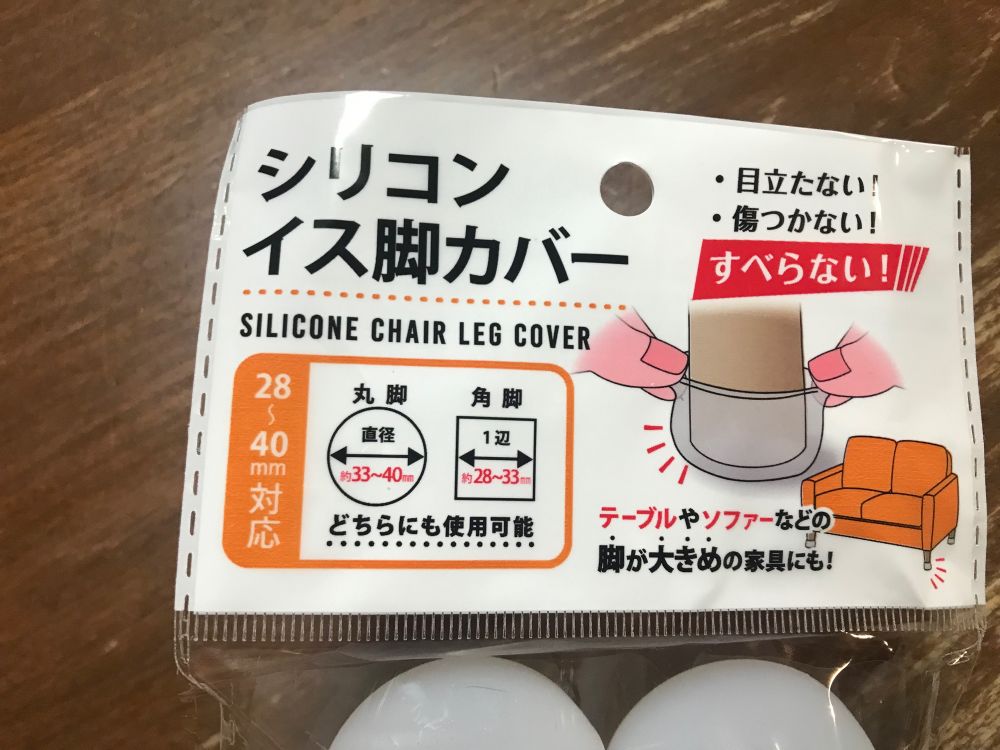 シリコン
イス脚カバー
SILICONE CHAIR LEG COVER
・目立たない!
・傷つかない!
すべらない!
28
〜
40
mm
対
応
丸 脚
直径
約33〜40mm
角 脚
1辺
約28〜33mm
どちらにも使用可能
テーブルやソファーなどの
脚が大きめの家具にも!